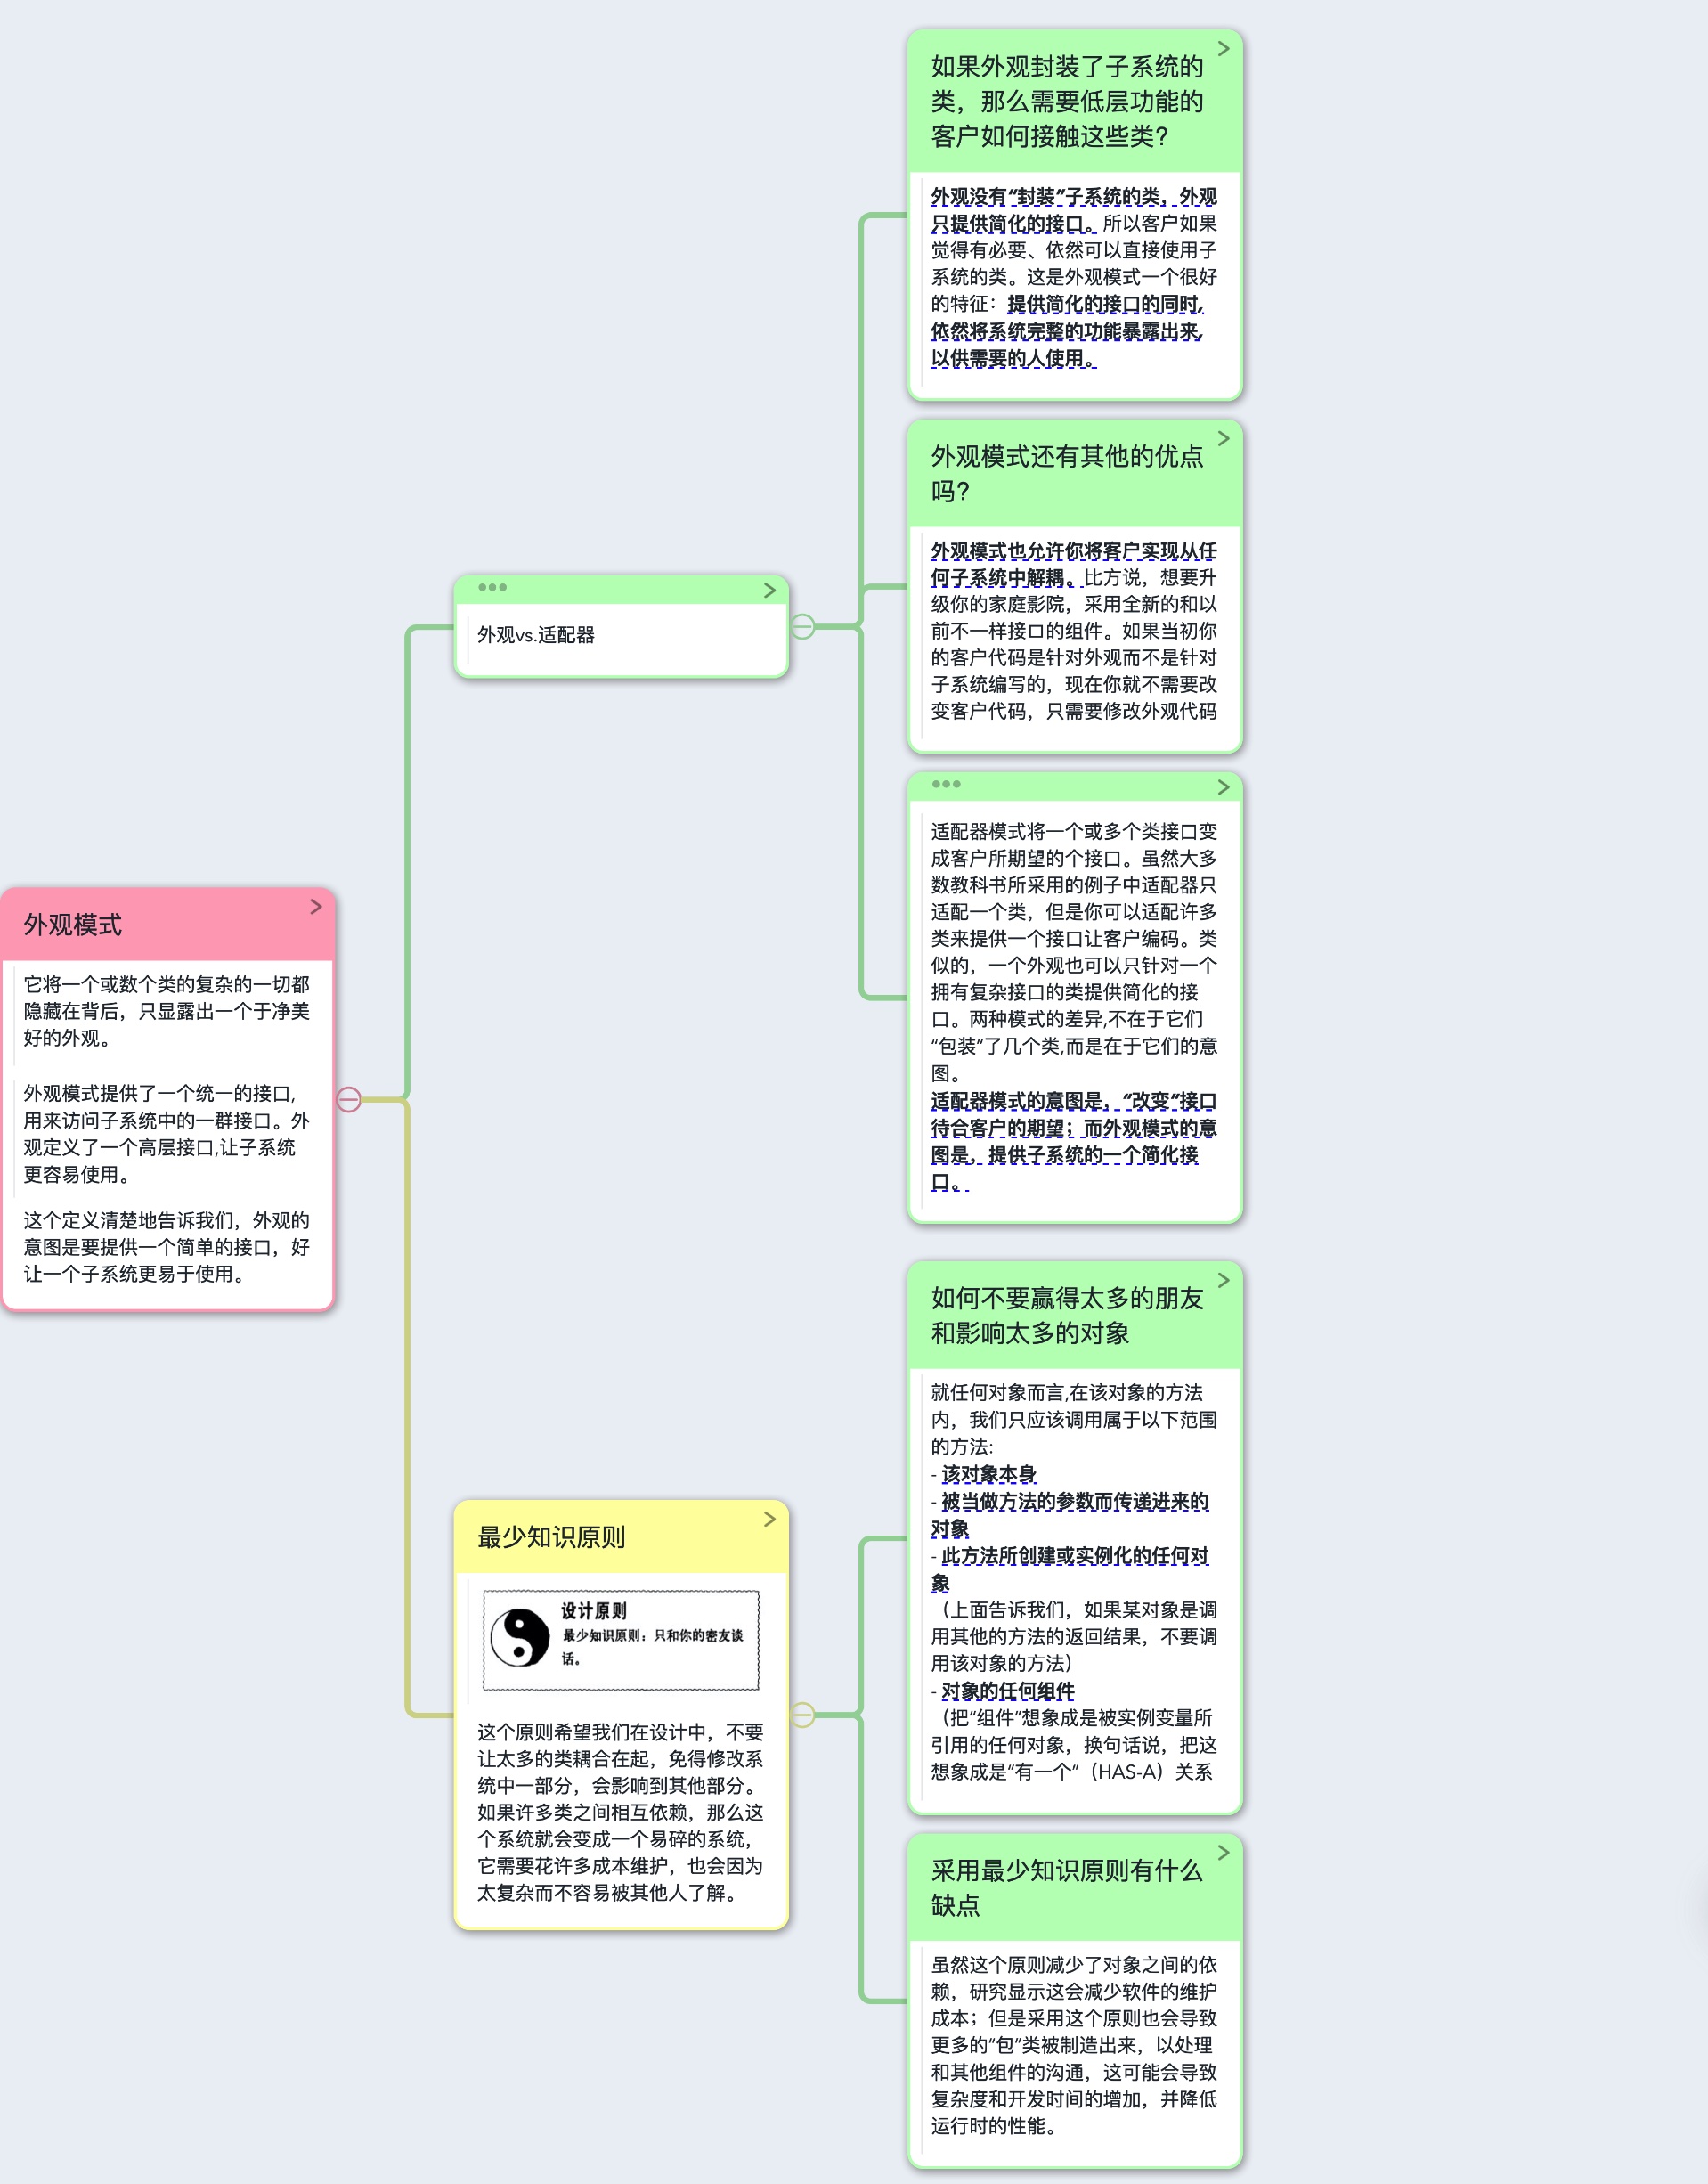 外观模式
它将一个或数个类的复杂的一切都
隐藏在背后，只显露出一个于净美
好的外观。
外观模式提供了一个统一的接口，
用来访问子系统中的一群接口。外
观定义了一个高层接口,让子系统
更容易使用。
这个定义清楚地告诉我们，外观的
意图是要提供一个简单的接口，好
让一个子系统更易于使用。
外观vs.适配器
如果外观封装了子系统的
类，那么需要低层功能的
客户如何接触这些类？
外观没有“封装”子系统的类，外观
只提供简化的接口。所以客户如果
觉得有必要、依然可以直接使用子
系统的类。这是外观模式一个很好
的特征：提供简化的接口的同时，
依然将系统完整的功能暴露出来，
以供需要的人使用。
外观模式还有其他的优点
吗？
外观模式也允许你将客户实现从任
何子系统中解耦。比方说，想要升
级你的家庭影院，采用全新的和以
前不一样接口的组件。如果当初你
的客户代码是针对外观而不是针对
子系统编写的，现在你就不需要改
变客户代码，只需要修改外观代码
适配器模式将一个或多个类接口变
成客户所期望的个接口。虽然大多
数教科书所采用的例子中适配器只
适配一个类，但是你可以适配许多
类来提供一个接口让客户编码。类
似的，一个外观也可以只针对一个
拥有复杂接口的类提供简化的接
口。两种模式的差异,不在于它们
“包装”了几个类,而是在于它们的意
图。
适配器模式的意图是，“改变”接口
待合客户的期望；而外观模式的意
图是，提供子系统的一个简化接
口。
最少知识原则
设计原则
最少知识原则：只和你的密友谈
话。
这个原则希望我们在设计中，不要
让太多的类耦合在起，免得修改系
统中一部分，会影响到其他部分。
如果许多类之间相互依赖，那么这
个系统就会变成一个易碎的系统，
它需要花许多成本维护，也会因为
太复杂而不容易被其他人了解。
如何不要赢得太多的朋友
和影响太多的对象
就任何对象而言,在该对象的方法
内，我们只应该调用属于以下范围
的方法:
- 该对象本身
- 被当做方法的参数而传递进来的
对象
- 此方法所创建或实例化的任何对
象
（上面告诉我们，如果某对象是调
用其他的方法的返回结果，不要调
用该对象的方法）
- 对象的任何组件
（把“组件”想象成是被实例变量所
引用的任何对象，换句话说，把这
想象成是“有一个”（HAS-A）关系
采用最少知识原则有什么
缺点
虽然这个原则减少了对象之间的依
赖，研究显示这会减少软件的维护
成本；但是采用这个原则也会导致
更多的“包”类被制造出来，以处理
和其他组件的沟通，这可能会导致
复杂度和开发时间的增加，并降低
运行时的性能。